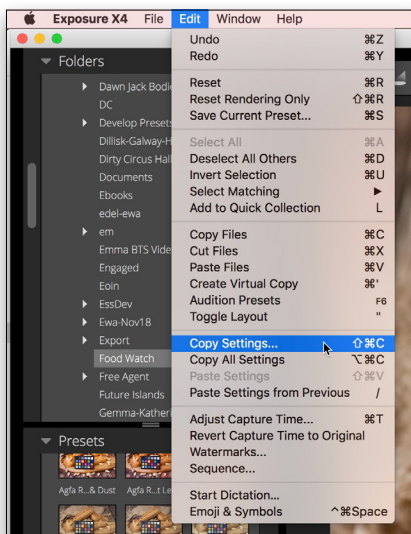 Exposure X4 File Edit Window Help
Undo ⌘Z
Redo ⌘Y
Reset ⌘R
Reset Rendering Only ⇧⌘R
Save Current Preset... ⌘S
Select All ⌘A
Deselect All Others ⌘D
Invert Selection ⌘U
Select Matching ▶
Add to Quick Collection L
Copy Files ⌘C
Cut Files ⌘X
Paste Files ⌘V
Create Virtual Copy ⌘'
Audition Presets F6
Toggle Layout "
Copy Settings... ⇧⌘C
Copy All Settings ⌥⌘C
Paste Settings ⇧⌘V
Paste Settings from Previous /
Adjust Capture Time... ⌘T
Revert Capture Time to Original
Watermarks...
Sequence...
Start Dictation...
Emoji & Symbols ^⌘Space
Folders
Dawn Jack Bodi
DC
Develop Presets
Dillisk-Galway-H
Dirty Circus Hal
Documents
Ebooks
edel-ewa
em
Emma BTS Vide
Engaged
Eoin
EssDev
Ewa-Nov18
Export
Food Watch
Free Agent
Future Islands
Gemma-Katheri
Presets
Agfa R...& Dust Agfa R...t Le